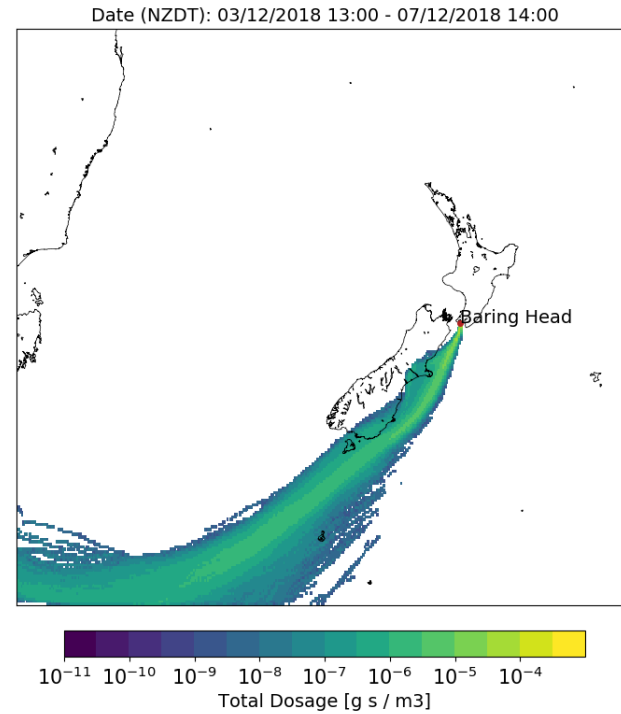 Date (NZDT): 03/12/2018 13:00 - 07/12/2018 14:00
Baring Head
10⁻¹¹ 10⁻¹⁰ 10⁻⁹ 10⁻⁸ 10⁻⁷ 10⁻⁶ 10⁻⁵ 10⁻⁴
Total Dosage [g s / m3]